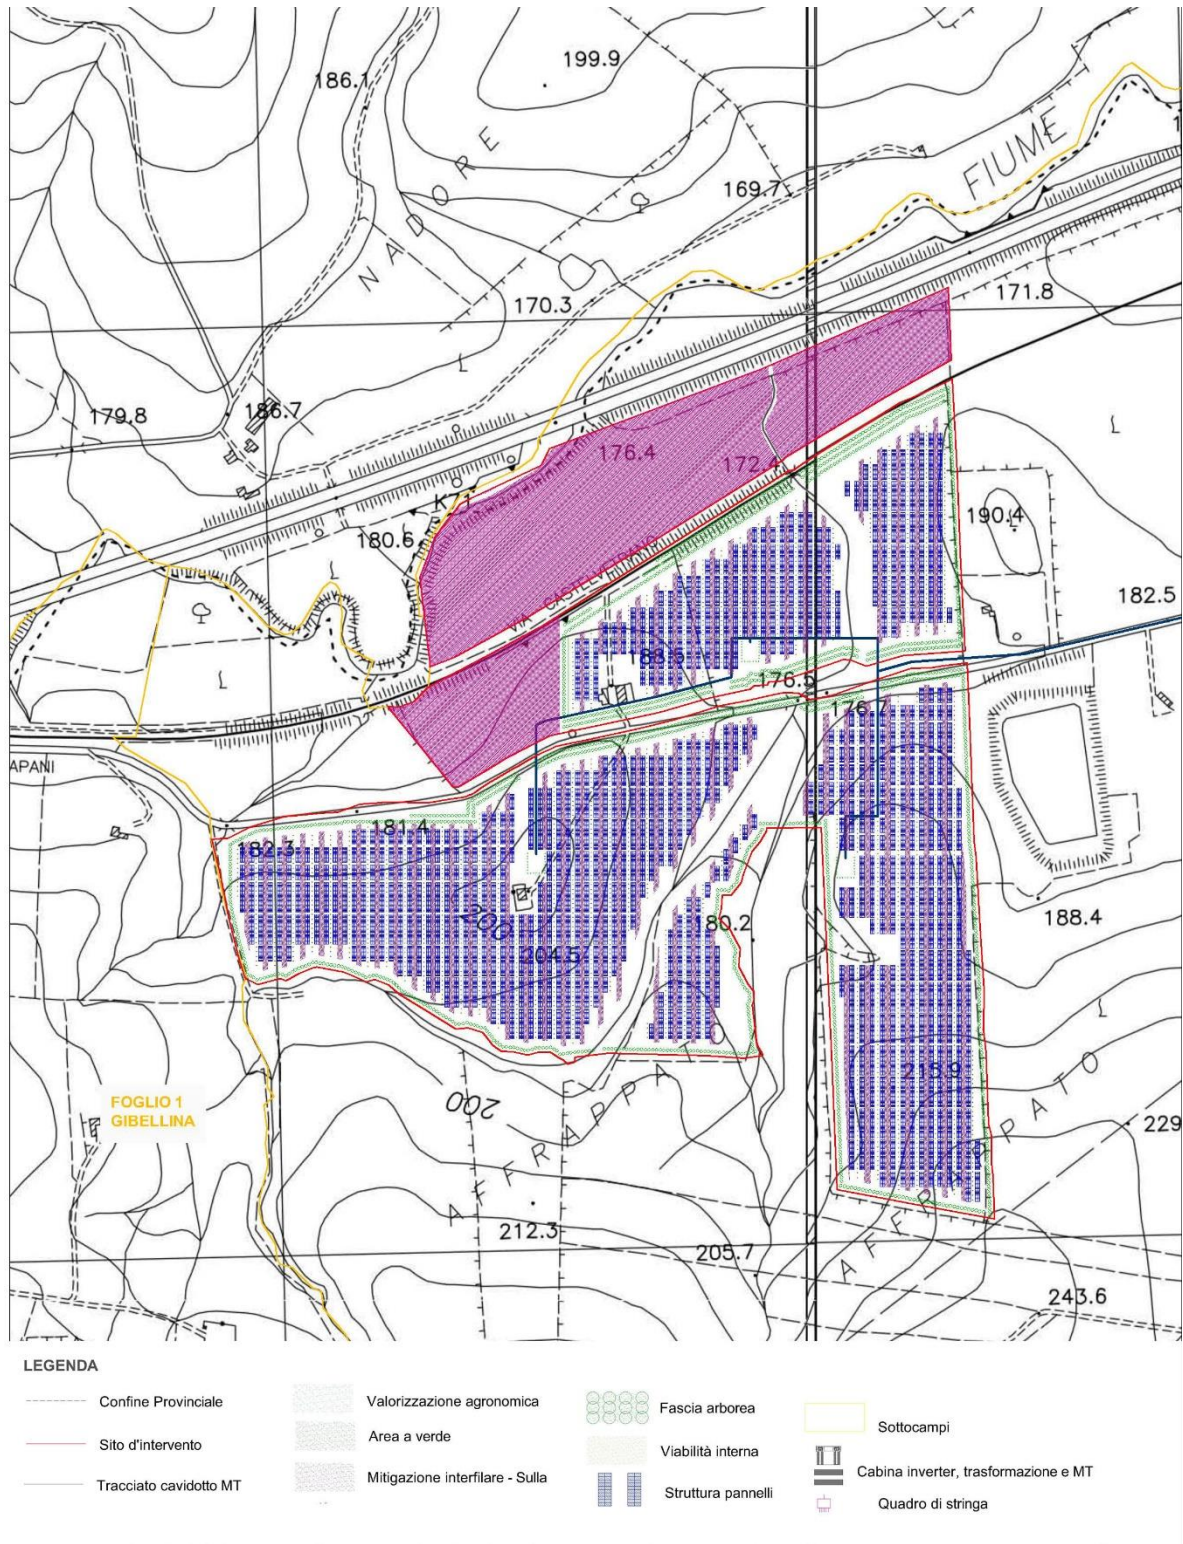 199.9
186.1
NADORE
FIUME
169.7
170.3
171.8
179.8
186.7
176.4
172.4
K71
190.4
180.6
VIA CASTELVETRANO
182.5
188.5
176.5
176.7
APANI
181.4
182.3
200
180.2
188.4
204.5
215.9
FOGLIO 1
GIBELLINA
200
AFFRAPPATO
AFFRAPPATO
229
212.3
205.7
243.6
LEGENDA
Confine Provinciale
Sito d'intervento
Tracciato cavidotto MT
Valorizzazione agronomica
Area a verde
Mitigazione interfilare - Sulla
Fascia arborea
Viabilità interna
Struttura pannelli
Sottocampi
Cabina inverter, trasformazione e MT
Quadro di stringa